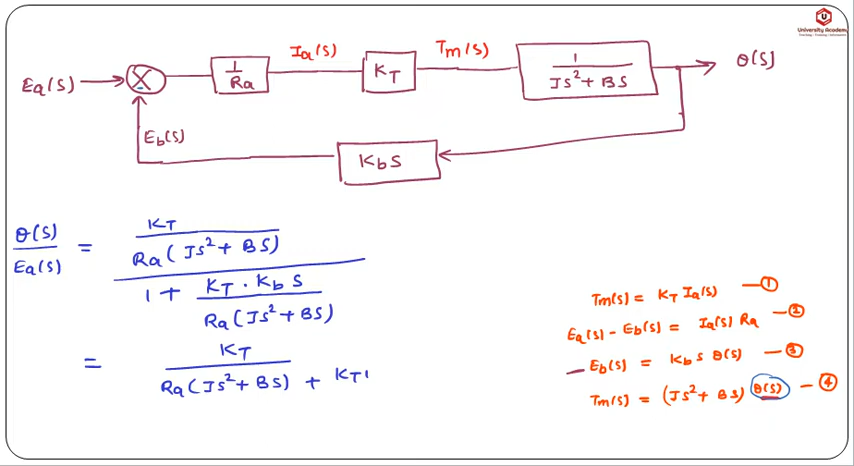 University Academy
Ia(s)
Tm(s)
Ea(s)
X
1/Ra
KT
1/(Js² + Bs)
θ(s)
Eb(s)
Kb s
θ(s)/Ea(s) = (KT/(Ra(Js² + Bs)))/(1 + (KT · Kb s)/(Ra(Js² + Bs)))
= KT/(Ra(Js² + Bs) + KT
Tm(s) = KT Ia(s) — ①
Ea(s) - Eb(s) = Ia(s) Ra — ②
Eb(s) = Kb s θ(s) — ③
Tm(s) = (Js² + Bs) θ(s) — ④